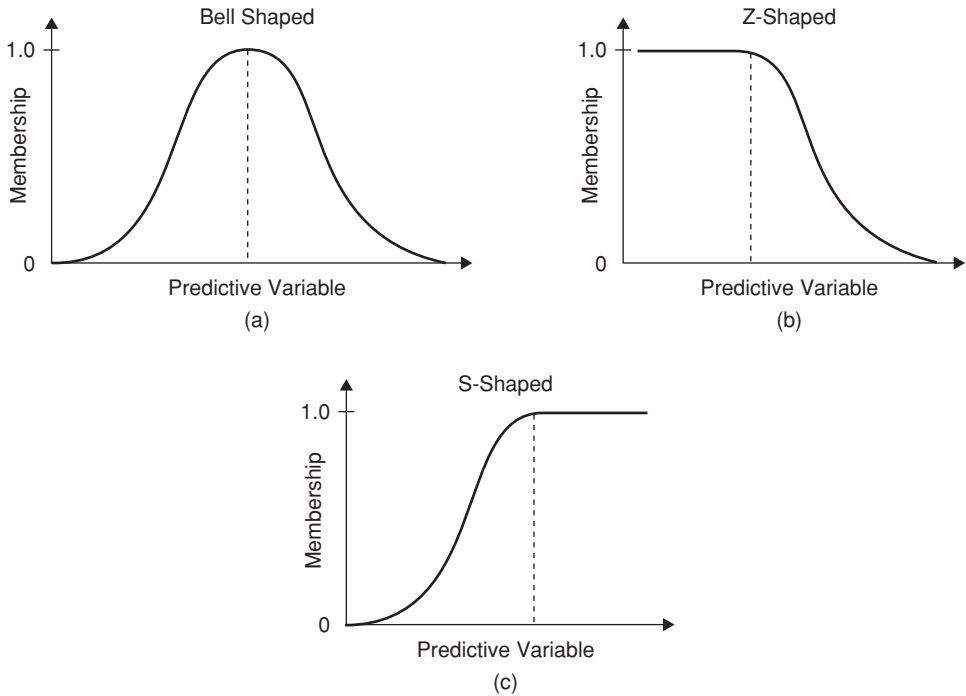 Bell Shaped
1.0
Membership
0
Predictive Variable
(a)
Z-Shaped
1.0
Membership
0
Predictive Variable
(b)
S-Shaped
1.0
Membership
0
Predictive Variable
(c)